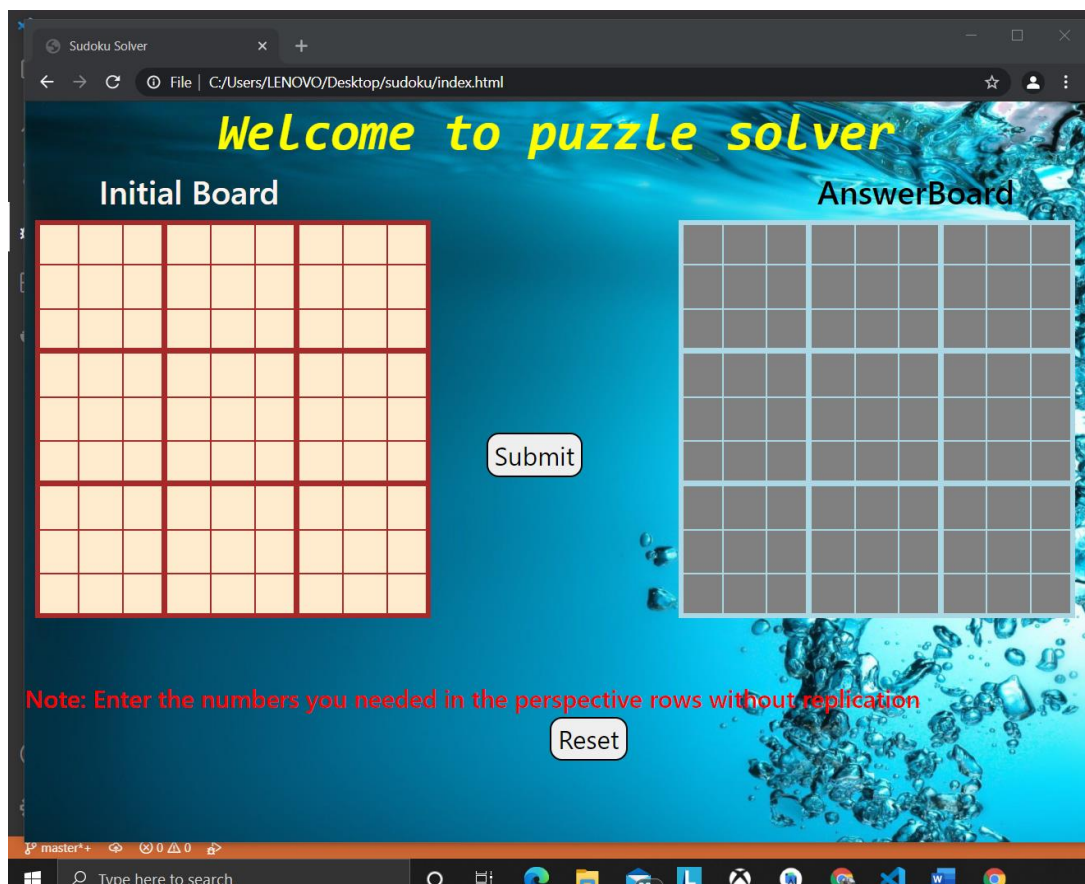 Sudoku Solver
File | C:/Users/LENOVO/Desktop/sudoku/index.html
Welcome to puzzle solver
Initial Board
AnswerBoard
Submit
Note: Enter the numbers you needed in the perspective rows without replication
Reset
master*+ 0 0
Type here to search